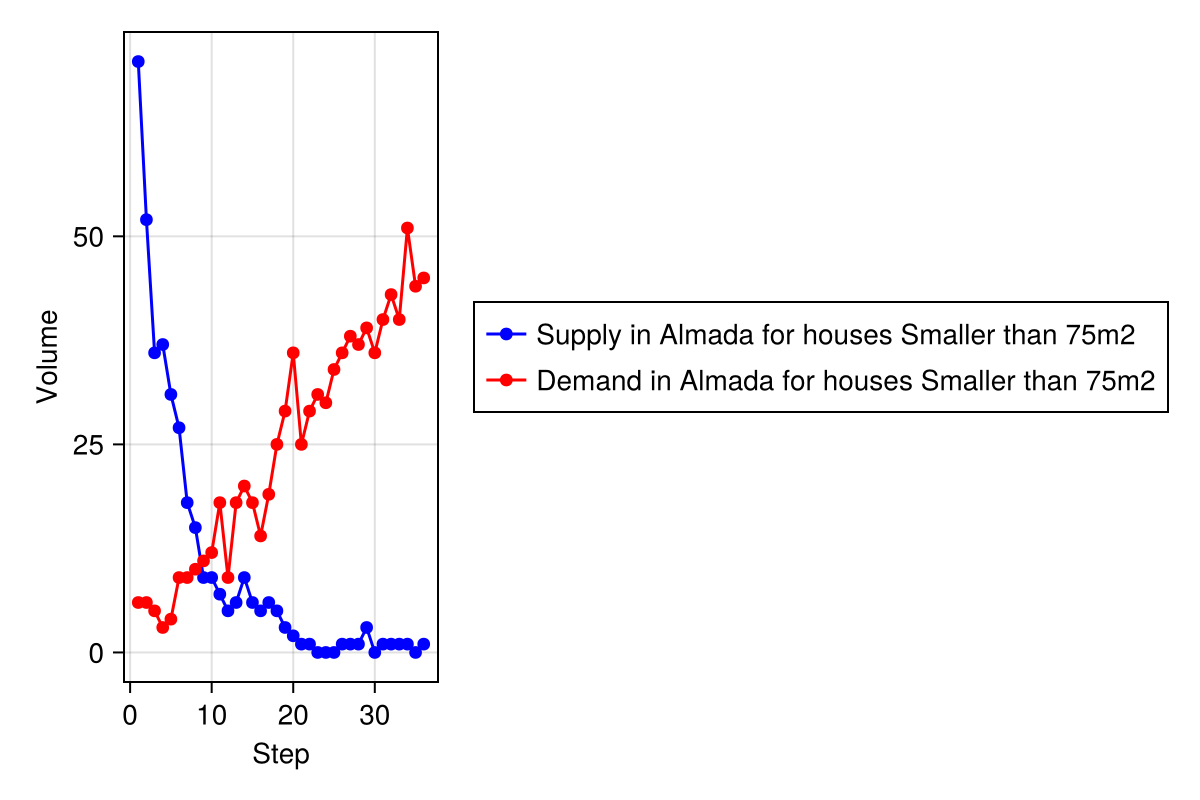 50
25
0
Volume
0 10 20 30
Step
Supply in Almada for houses Smaller than 75m2
Demand in Almada for houses Smaller than 75m2